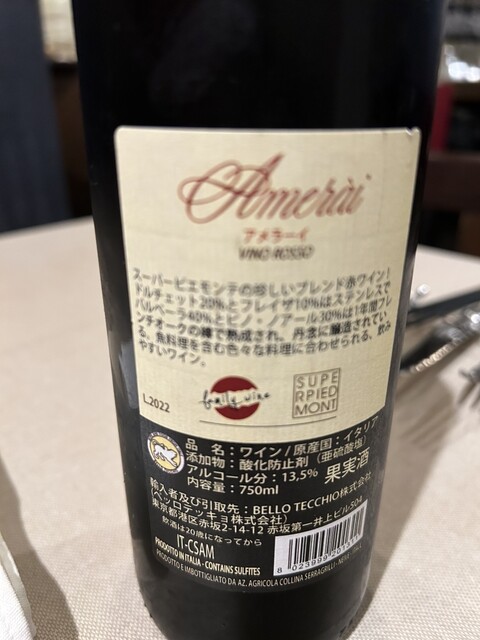 Ameraì
アメラーイ
VINO ROSSO
スーパーピエモンテの珍しいブレンド赤ワイン!
ドルチェット20%とフレイザ10%はステンレスで
バルベーラ40%とピノ・ノアール30%は1年間フレ
ンチオークの樽で熟成され、丹念に醸造されてい
る。魚料理を含む色々な料理に合わせられる、飲み
やすいワイン。
L.2022
family wine
SUPE
RPIED
MONT
品 名：ワイン / 原産国：イタリア
添加物：酸化防止剤 (亜硫酸塩)
アルコール分：13,5% 果実酒
内容量：750ml
輸入者及び引取先：BELLO TECCHIO株式会社
(ベッロテッキョ株式会社)
東京都港区赤坂2-14-12 赤坂第一井上ビル504
飲酒は20歳になってから
IT-CSAM
PRODOTTO IN ITALIA - CONTAINS SULFITES
PRODOTTO E IMBOTTIGLIATO DA AZ. AGRICOLA COLLINA SERRAGRILLI